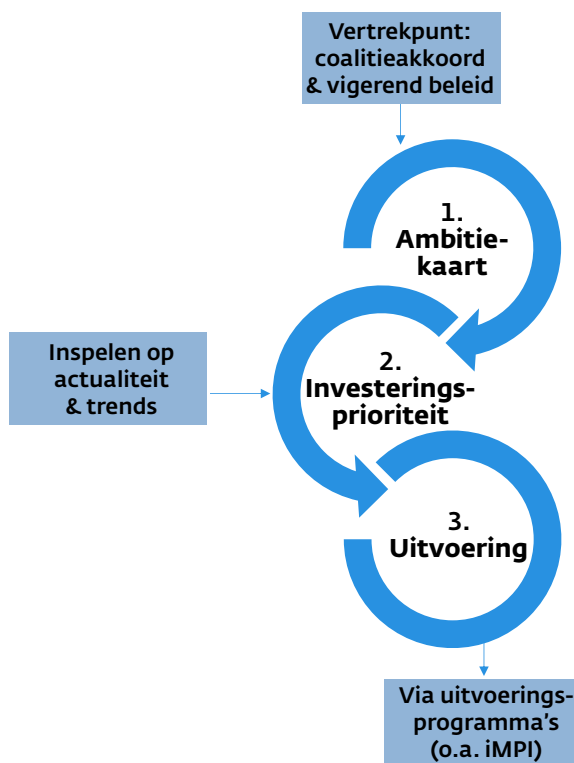 Vertrekpunt:
coalitieakkoord
& vigerend beleid
1.
Ambitie-
kaart
Inspelen op
actualiteit
& trends
2.
Investerings-
prioriteit
3.
Uitvoering
Via uitvoerings-
programma's
(o.a. iMPI)